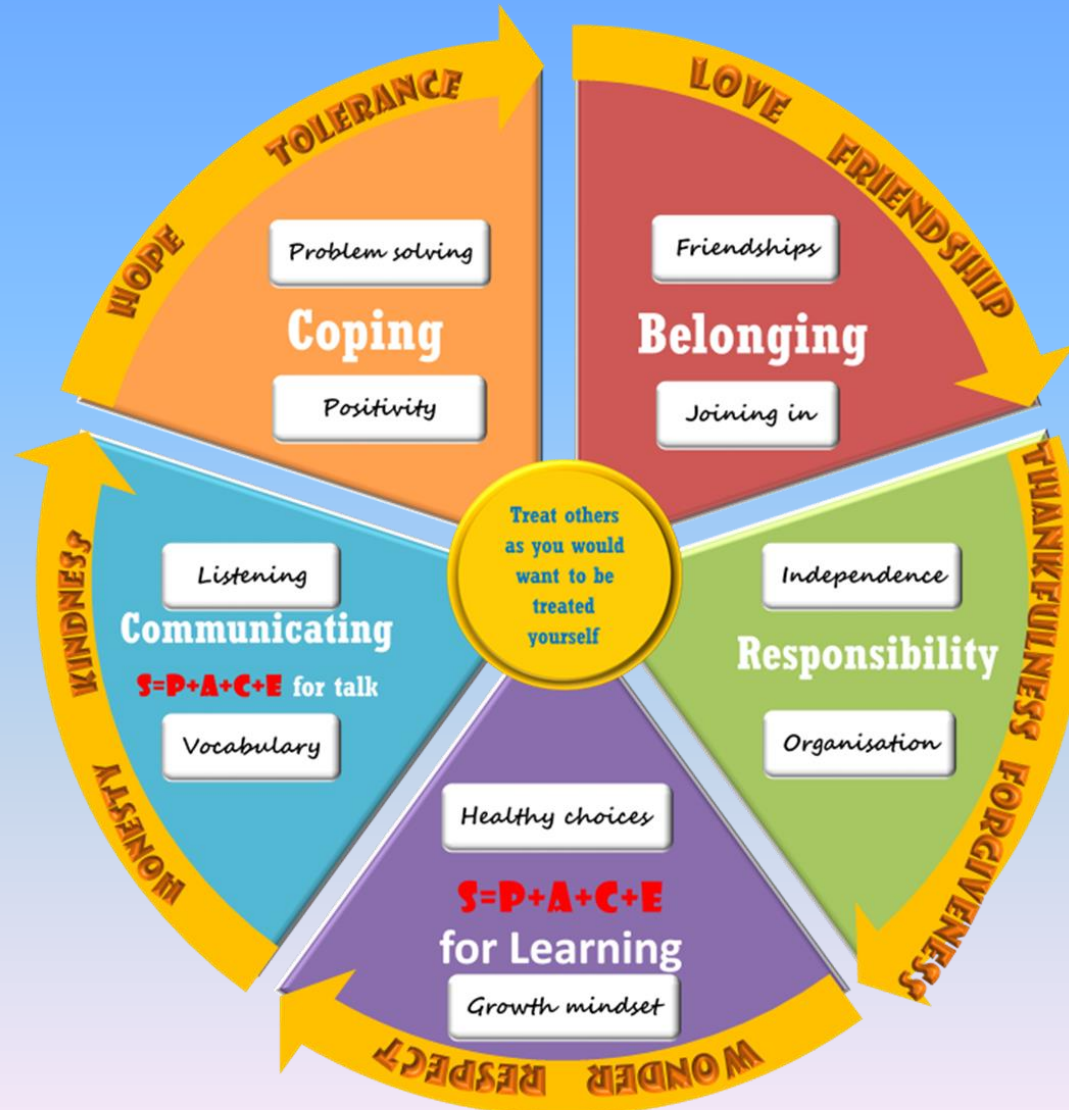 LOVE FRIENDSHIP
Friendships
Belonging
Joining in
THANKFULNESS FORGIVENESS
Independence
Responsibility
Organisation
WONDER RESPECT
Healthy choices
S=P+A+C+E
for Learning
Growth mindset
HONESTY KINDNESS
Listening
Communicating
S=P+A+C+E for talk
Vocabulary
HOPE TOLERANCE
Problem solving
Coping
Positivity
Treat others
as you would
want to be
treated
yourself